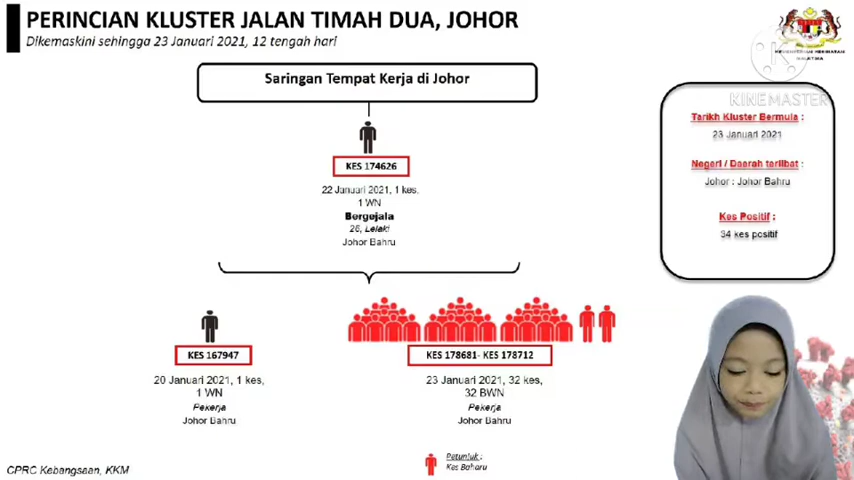 PERINCIAN KLUSTER JALAN TIMAH DUA, JOHOR
Dikemaskini sehingga 23 Januari 2021, 12 tengah hari
KEMENTERIAN KESIHATAN
MALAYSIA
KINEMASTER
Saringan Tempat Kerja di Johor
KES 174626
22 Januari 2021, 1 kes,
1 WN
Bergejala
26, Lelaki
Johor Bahru
KES 167947
20 Januari 2021, 1 kes,
1 WN
Pekerja
Johor Bahru
KES 178681- KES 178712
23 Januari 2021, 32 kes,
32 BWN
Pekerja
Johor Bahru
Petunjuk :
Kes Baharu
Tarikh Kluster Bermula :
23 Januari 2021
Negeri / Daerah terlibat :
Johor : Johor Bahru
Kes Positif :
34 kes positif
CPRC Kebangsaan, KKM